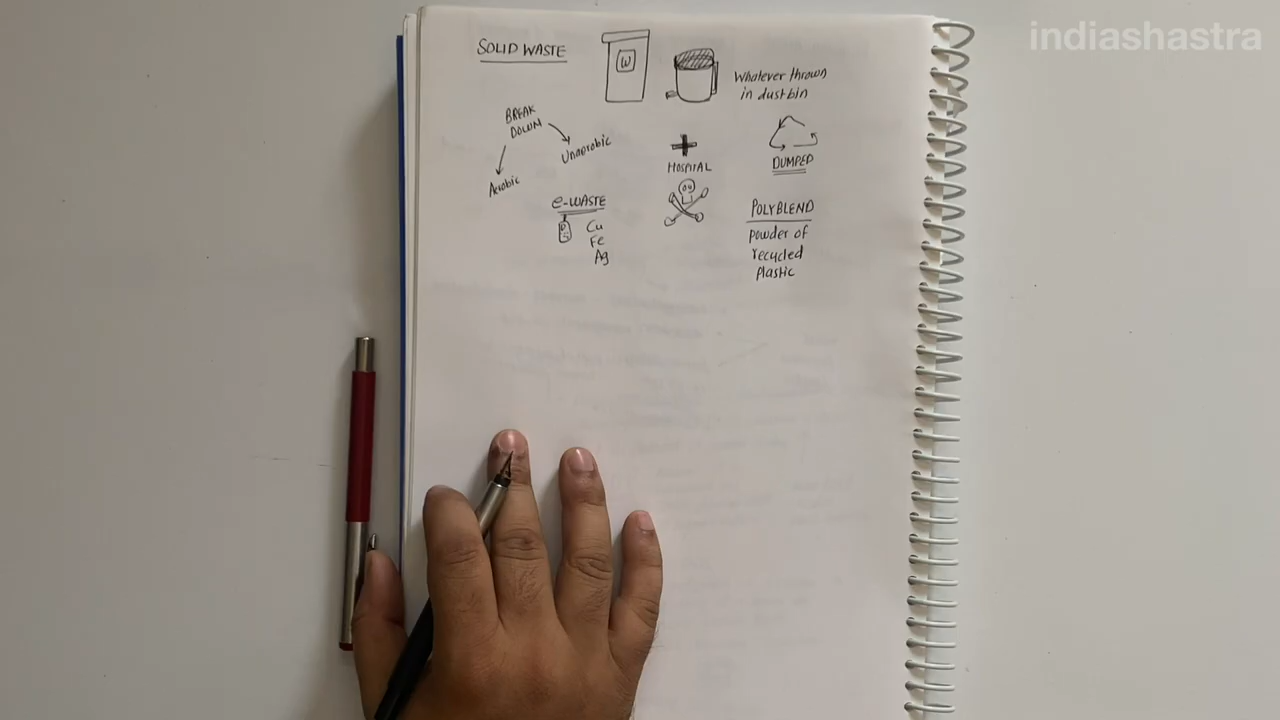 indiashastra
SOLID WASTE
W
Whatever thrown
in dustbin
BREAK
DOWN
Unaerobic
Aerobic
HOSPITAL
DUMPED
e-WASTE
Cu
Fe
Ag
POLYBLEND
powder of
recycled
plastic